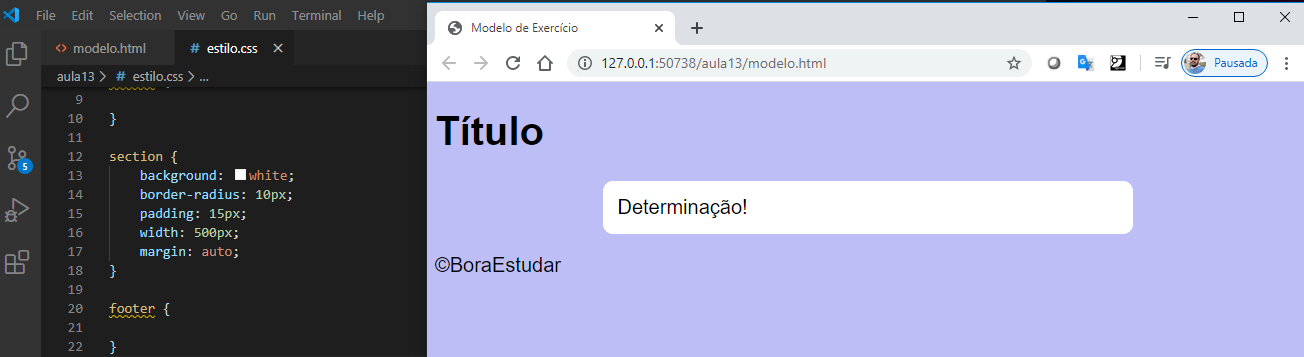 File Edit Selection View Go Run Terminal Help
modelo.html
# estilo.css
aula13 > # estilo.css > ...
9
10 }
11
12 section {
13 background: white;
14 border-radius: 10px;
15 padding: 15px;
16 width: 500px;
17 margin: auto;
18 }
19
20 footer {
21
22 }
5
Modelo de Exercício
127.0.0.1:50738/aula13/modelo.html
Pausada
Título
Determinação!
©BoraEstudar